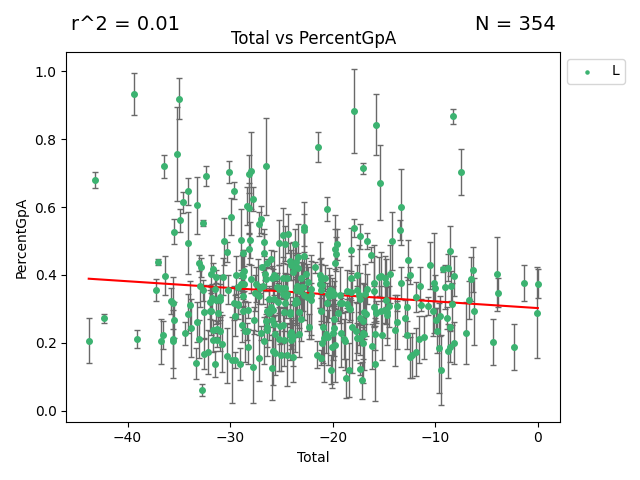 r^2 = 0.01
N = 354
Total vs PercentGpA
L
1.0
0.8
0.6
0.4
0.2
0.0
PercentGpA
−40
−30
−20
−10
0
Total